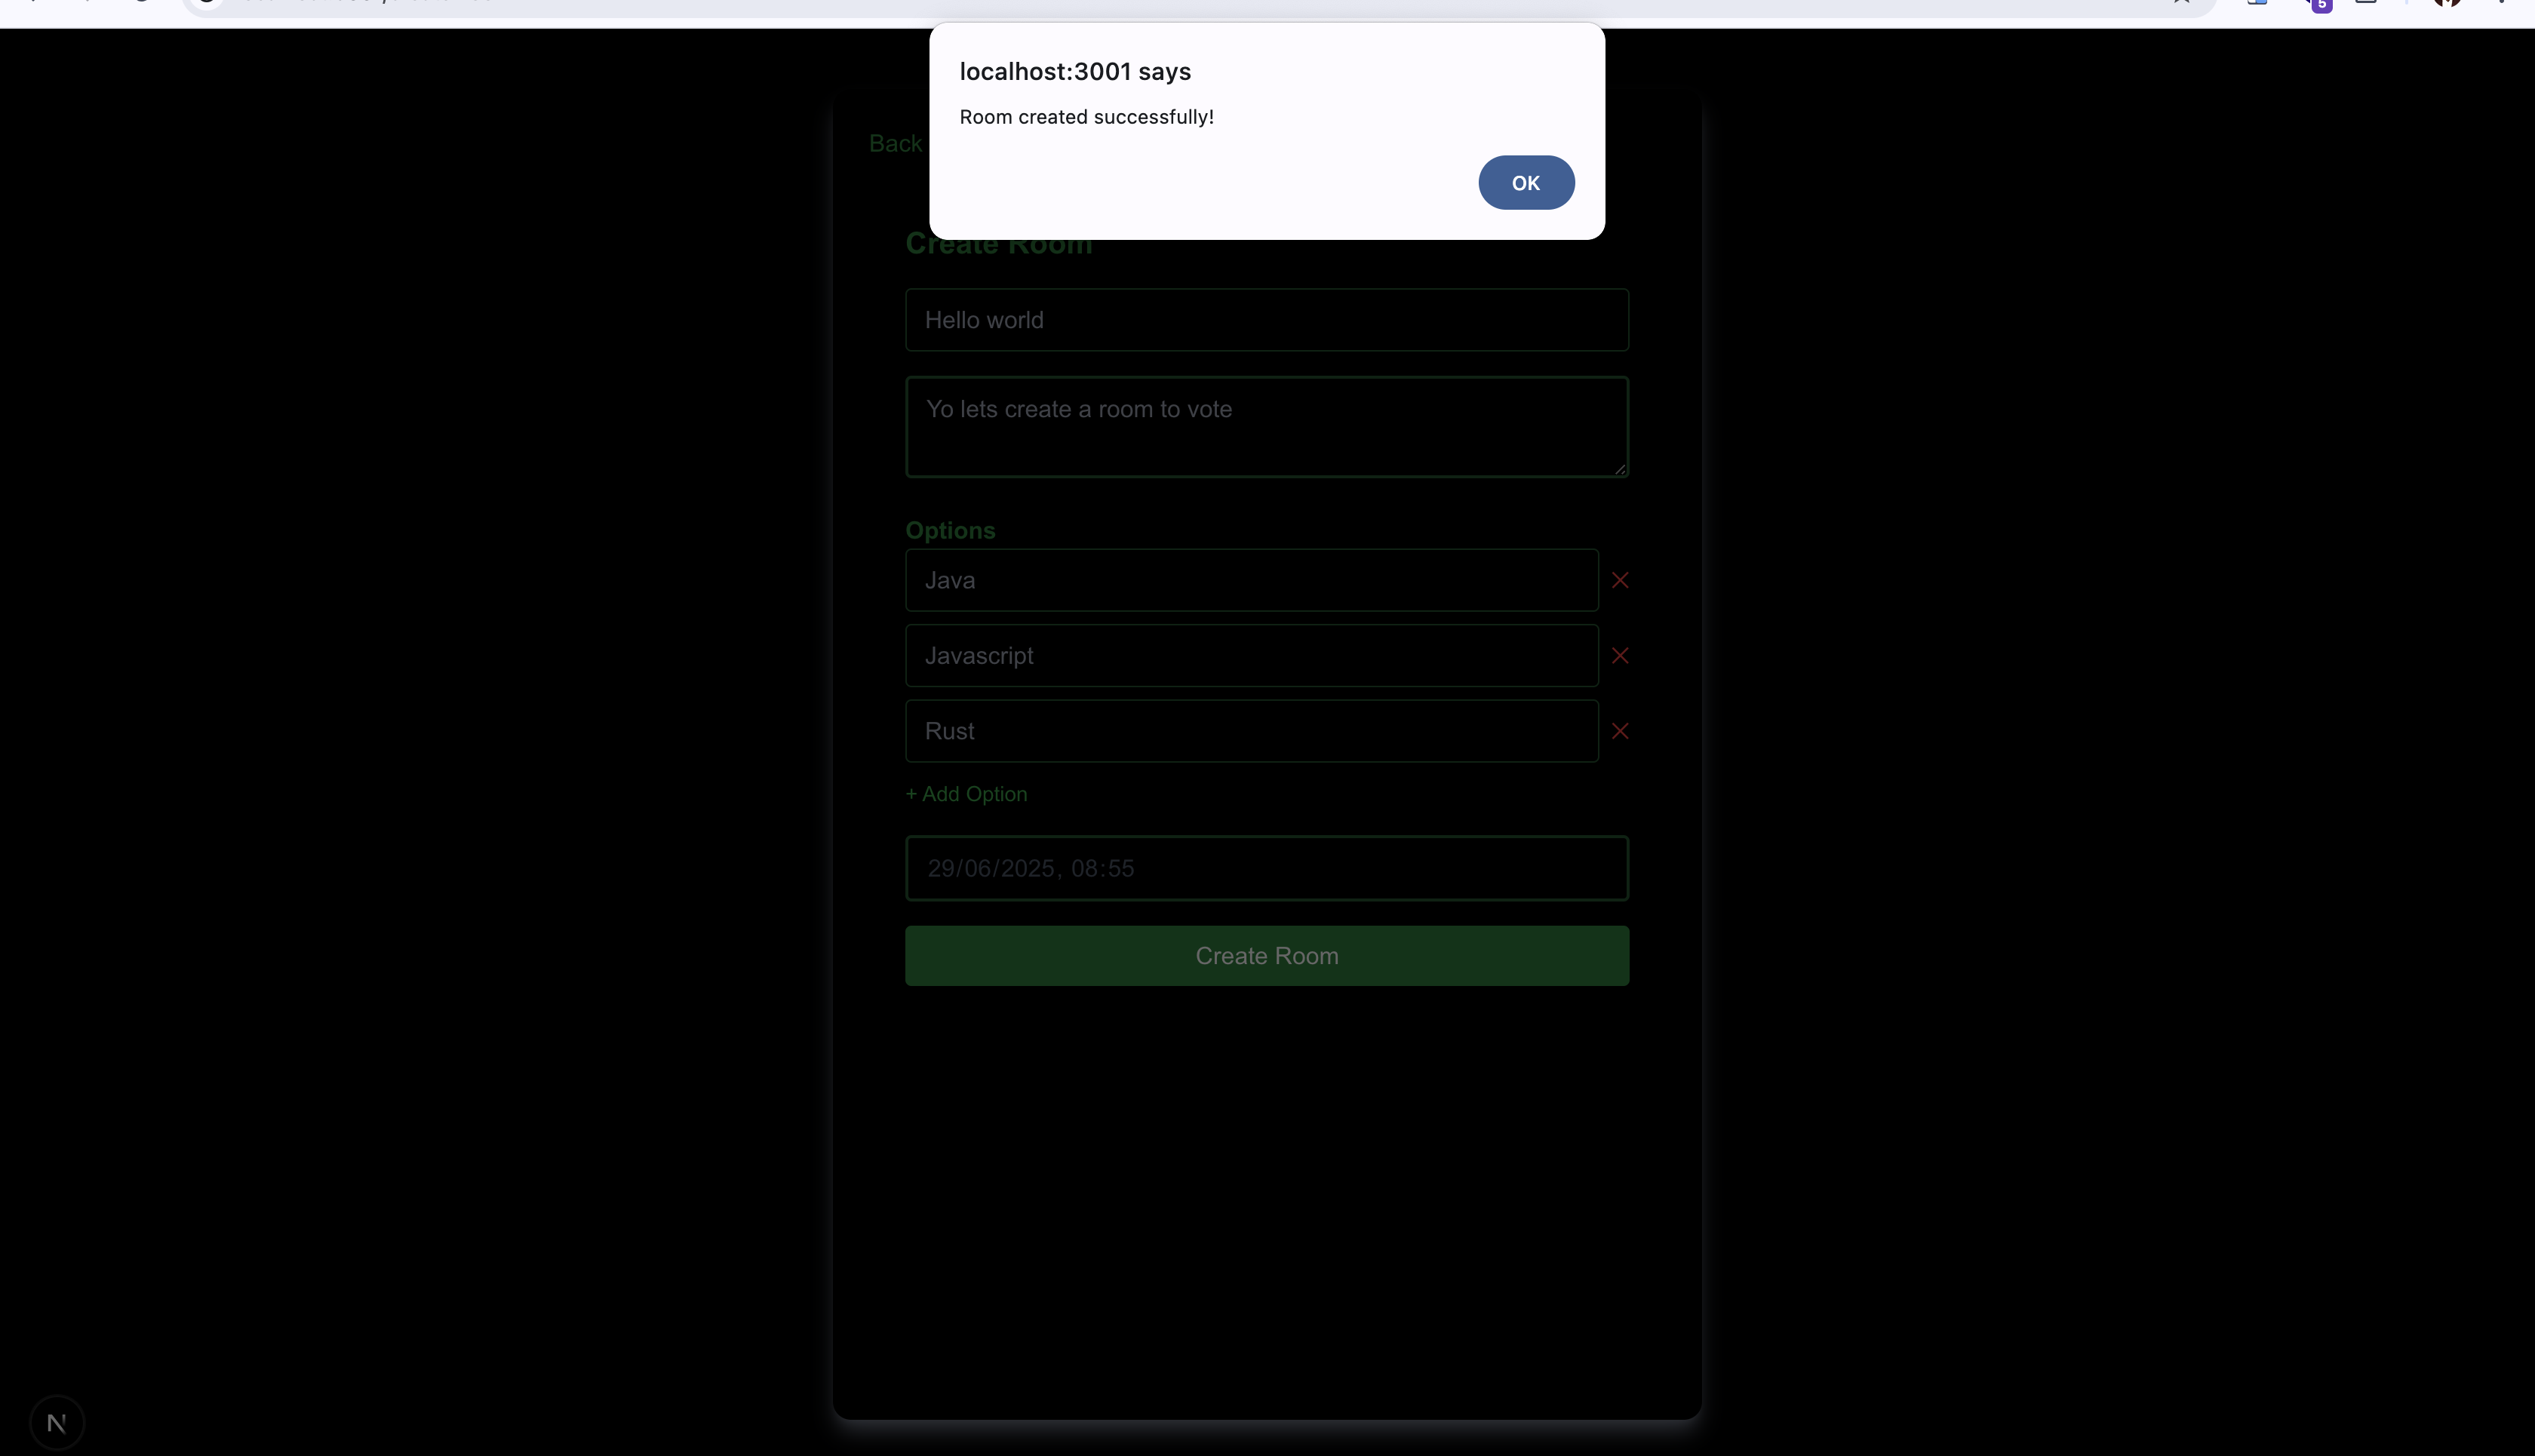 5
localhost:3001 says
Room created successfully!
OK
Back
Create Room
Hello world
Yo lets create a room to vote
Options
Java
Javascript
Rust
+ Add Option
29/06/2025, 08:55
Create Room
N